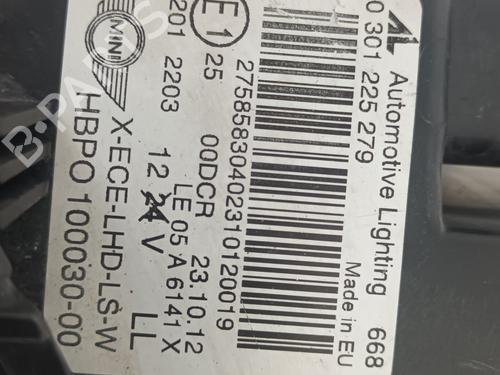 Automotive Lighting 668
0 301 225 279 Made in EU
27585830402310120019
E1 25 00DCR 23.10.12
201 2203 LE 05 A 6141 X
12 24 V LL
MINI X-ECE-LHD-LS-W
HBPO 100030-00
B-PARTS